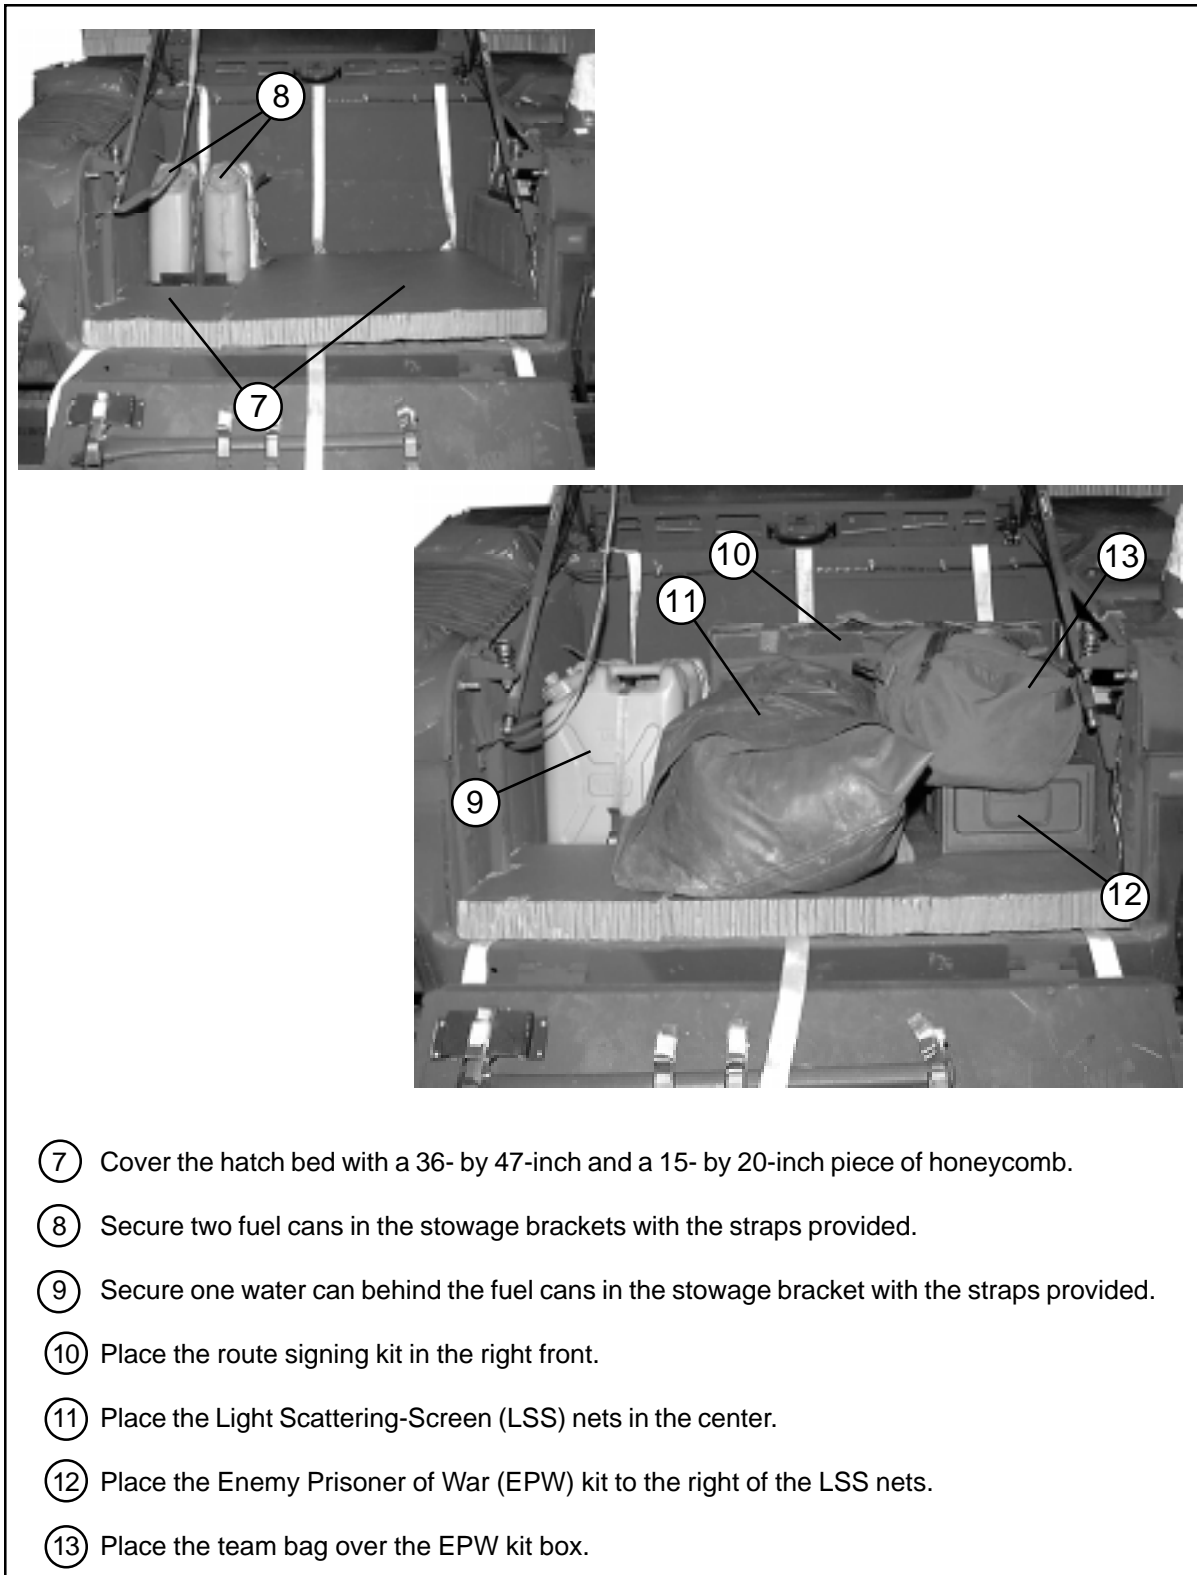 8
7
10
13
11
9
12
7 Cover the hatch bed with a 36- by 47-inch and a 15- by 20-inch piece of honeycomb.
8 Secure two fuel cans in the stowage brackets with the straps provided.
9 Secure one water can behind the fuel cans in the stowage bracket with the straps provided.
10 Place the route signing kit in the right front.
11 Place the Light Scattering-Screen (LSS) nets in the center.
12 Place the Enemy Prisoner of War (EPW) kit to the right of the LSS nets.
13 Place the team bag over the EPW kit box.